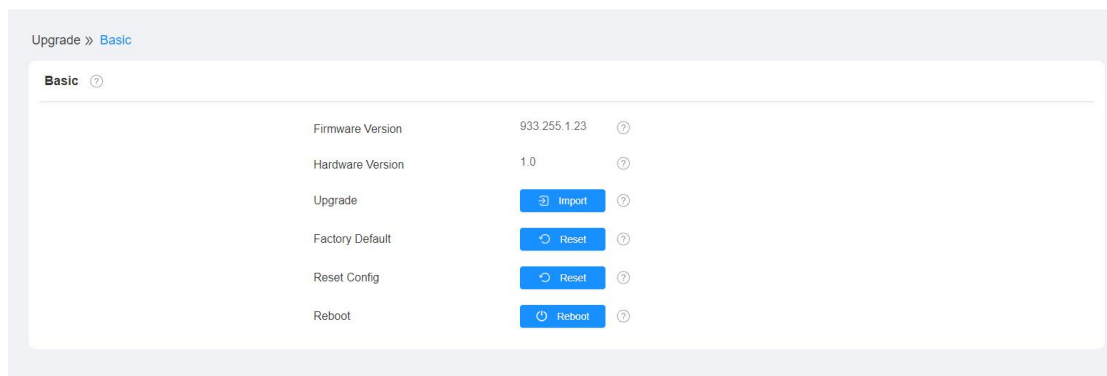 Upgrade » Basic
Basic ?
Firmware Version 933.255.1.23 ?
Hardware Version 1.0 ?
Upgrade Import ?
Factory Default Reset ?
Reset Config Reset ?
Reboot Reboot ?